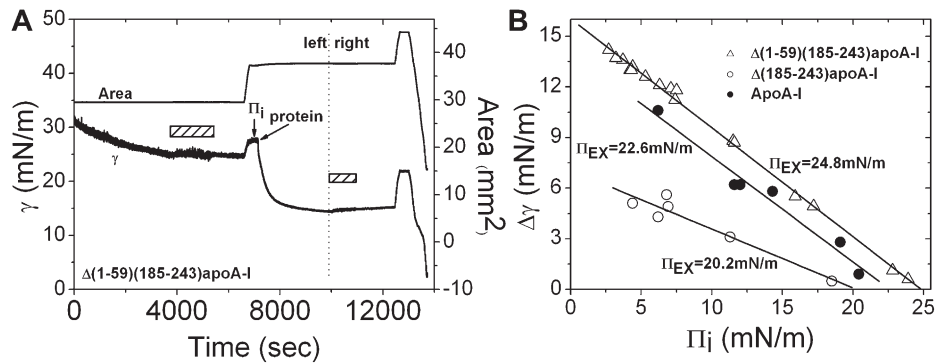 A
50
40
30
20
10
0
γ (mN/m)
left right
Area
Πi
protein
γ
Δ(1-59)(185-243)apoA-I
40
30
20
10
0
-10
Area (mm2)
0 4000 8000 12000
Time (sec)
B
15
12
9
6
3
0
Δγ (mN/m)
Δ(1-59)(185-243)apoA-I
Δ(185-243)apoA-I
ApoA-I
ΠEX=22.6mN/m
ΠEX=24.8mN/m
ΠEX=20.2mN/m
0 5 10 15 20 25
Πi (mN/m)